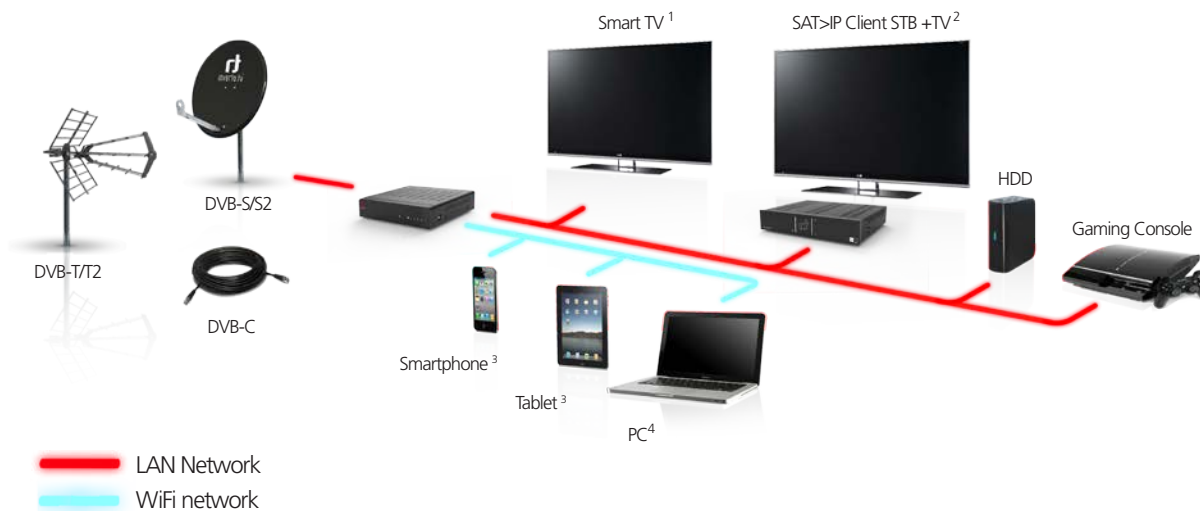 Smart TV 1
SAT>IP Client STB +TV 2
DVB-S/S2
HDD
Gaming Console
DVB-T/T2
DVB-C
Smartphone 3
Tablet 3
PC4
LAN Network
WiFi network